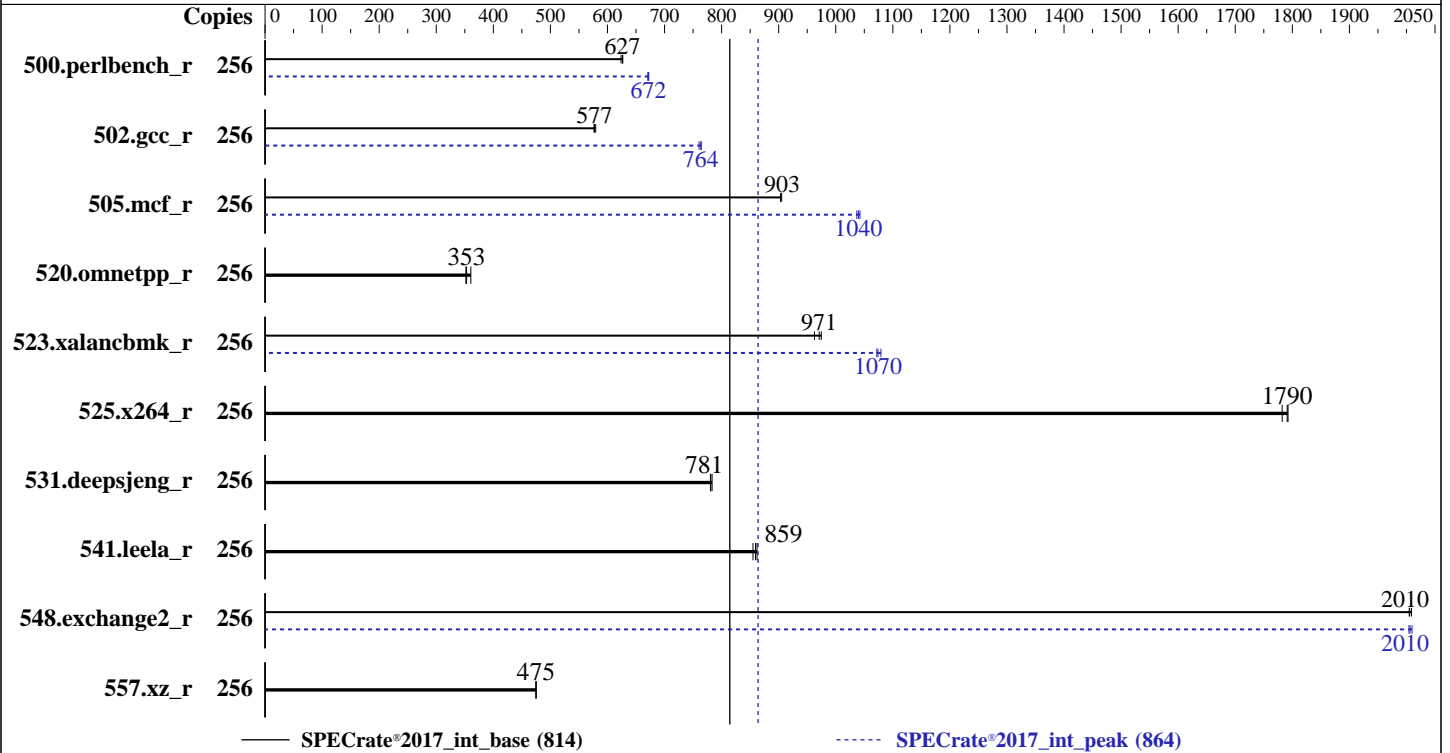 Copies 0 100 200 300 400 500 600 700 800 900 1000 1100 1200 1300 1400 1500 1600 1700 1800 1900 2050
500.perlbench_r 256 627
672
502.gcc_r 256 577
764
505.mcf_r 256 903
1040
520.omnetpp_r 256 353
523.xalancbmk_r 256 971
1070
525.x264_r 256 1790
531.deepsjeng_r 256 781
541.leela_r 256 859
548.exchange2_r 256 2010
2010
557.xz_r 256 475
SPECrate®2017_int_base (814) SPECrate®2017_int_peak (864)